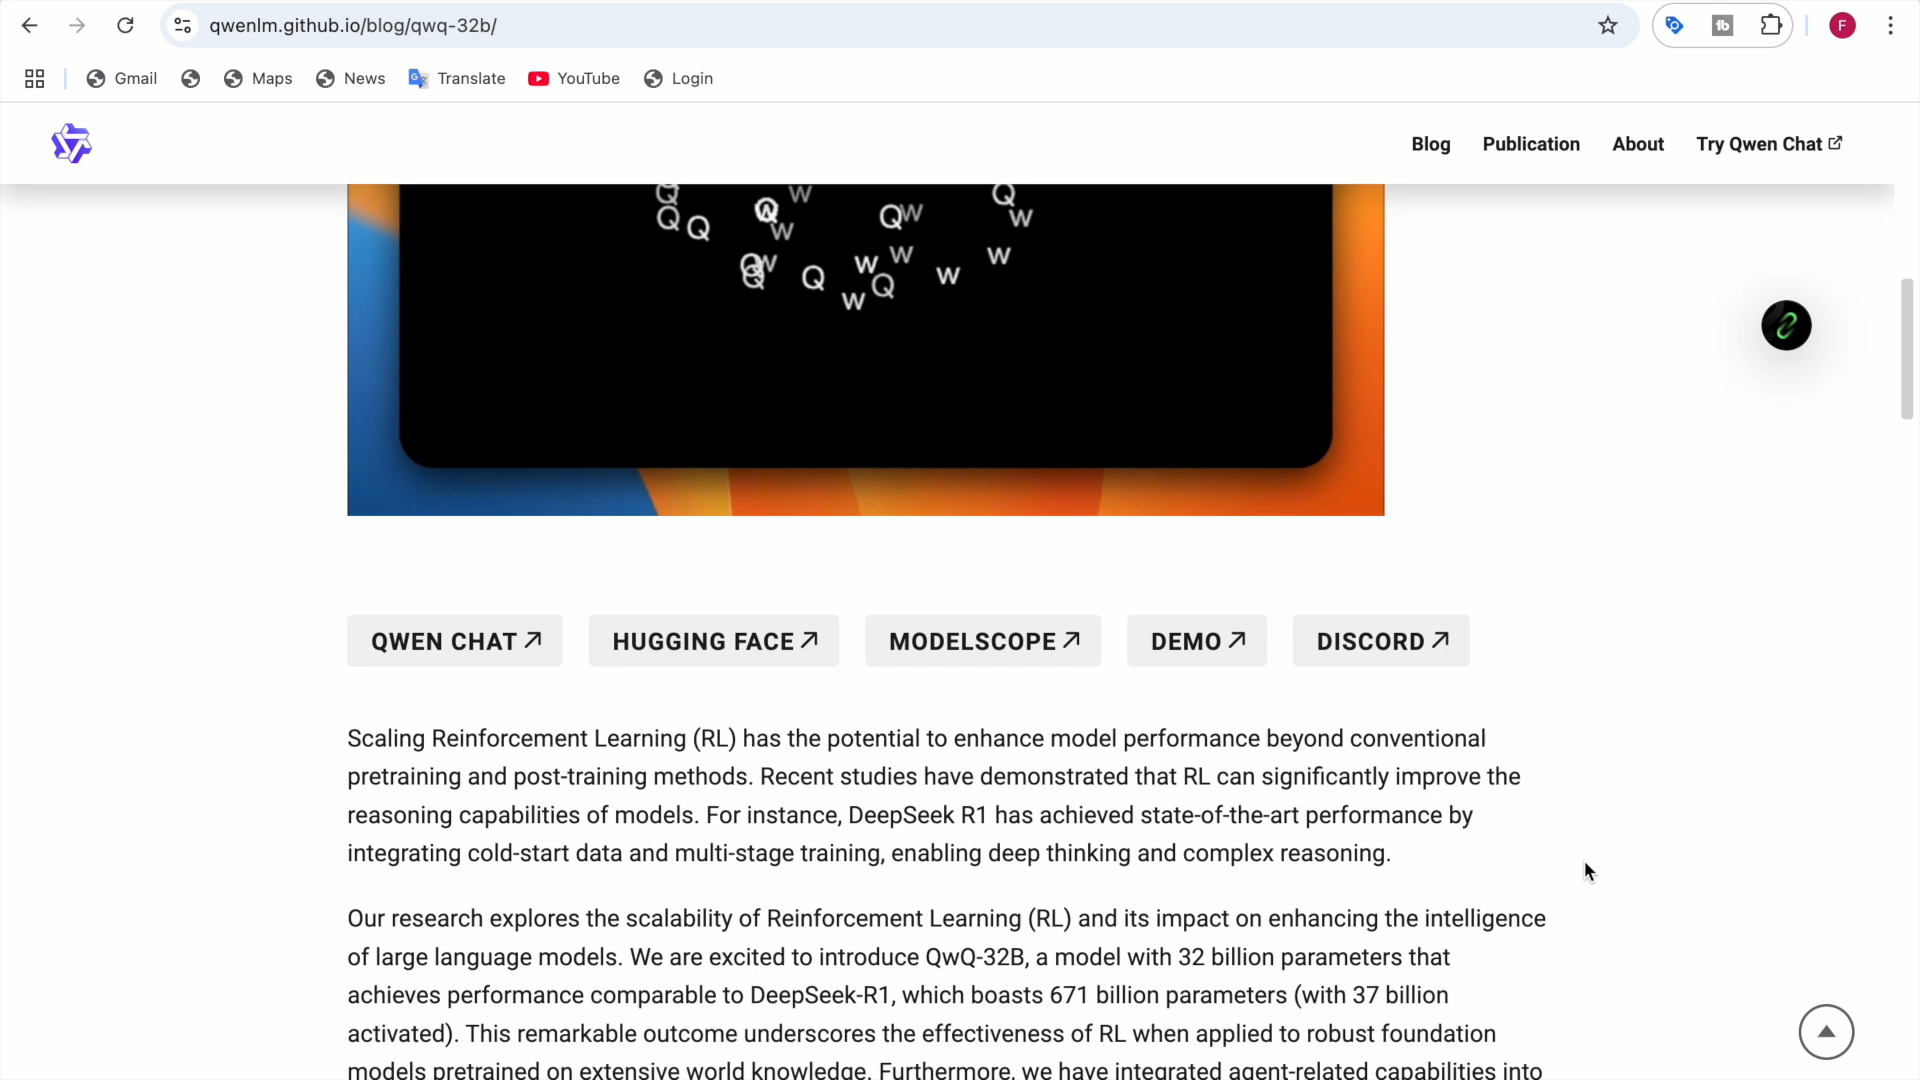 qwenlm.github.io/blog/qwq-32b/
F
Gmail Maps News Translate YouTube Login
Blog Publication About Try Qwen Chat
Q W Q
Q Q Q W Q W W
W
Q W Q W W W
Q Q W Q W
W
QWEN CHAT HUGGING FACE MODELSCOPE DEMO DISCORD
Scaling Reinforcement Learning (RL) has the potential to enhance model performance beyond conventional
pretraining and post-training methods. Recent studies have demonstrated that RL can significantly improve the
reasoning capabilities of models. For instance, DeepSeek R1 has achieved state-of-the-art performance by
integrating cold-start data and multi-stage training, enabling deep thinking and complex reasoning.
Our research explores the scalability of Reinforcement Learning (RL) and its impact on enhancing the intelligence
of large language models. We are excited to introduce QwQ-32B, a model with 32 billion parameters that
achieves performance comparable to DeepSeek-R1, which boasts 671 billion parameters (with 37 billion
activated). This remarkable outcome underscores the effectiveness of RL when applied to robust foundation
models pretrained on extensive world knowledge. Furthermore, we have integrated agent-related capabilities into